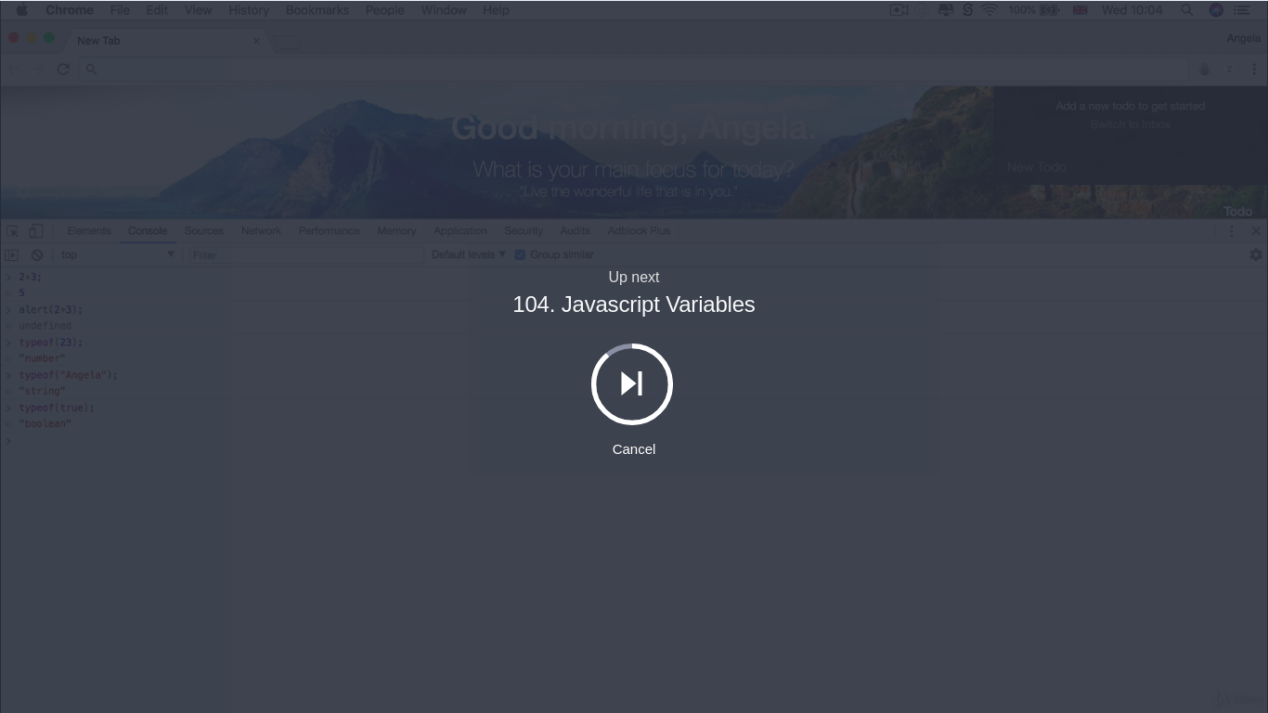 Chrome File Edit View History Bookmarks People Window Help 100% Wed 10:04
New Tab Angela
Good morning, Angela.
What is your main focus for today?
"Live the wonderful life that is in you."
Add a new todo to get started
Switch to Inbox
New Todo
Todo
Elements Console Sources Network Performance Memory Application Security Audits Adblock Plus
top Filter Default levels Group similar
2+3;
5
alert(2+3);
undefined
typeof(23);
"number"
typeof("Angela");
"string"
typeof(true);
"boolean"
Up next
104. Javascript Variables
Cancel